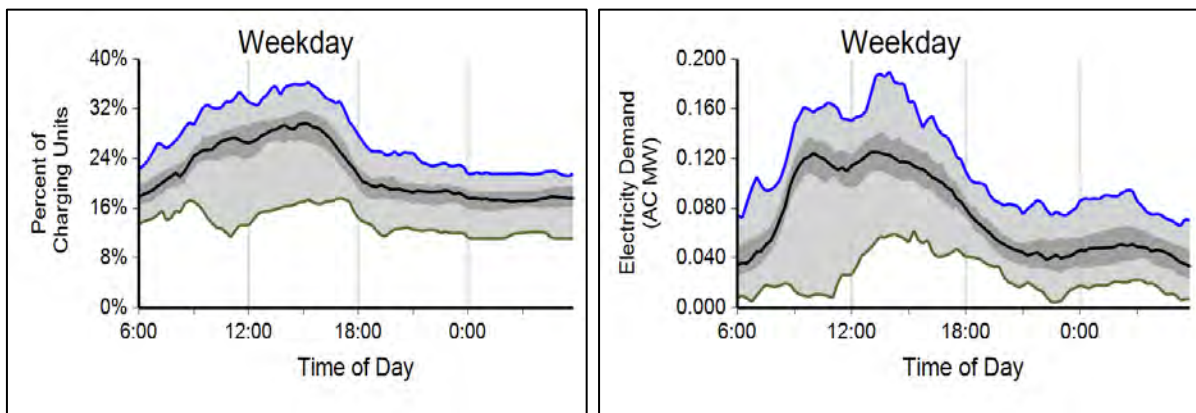 Weekday
40%
32%
24%
16%
8%
0%
Percent of
Charging Units
6:00 12:00 18:00 0:00
Time of Day
Weekday
0.200
0.160
0.120
0.080
0.040
0.000
Electricity Demand
(AC MW)
6:00 12:00 18:00 0:00
Time of Day